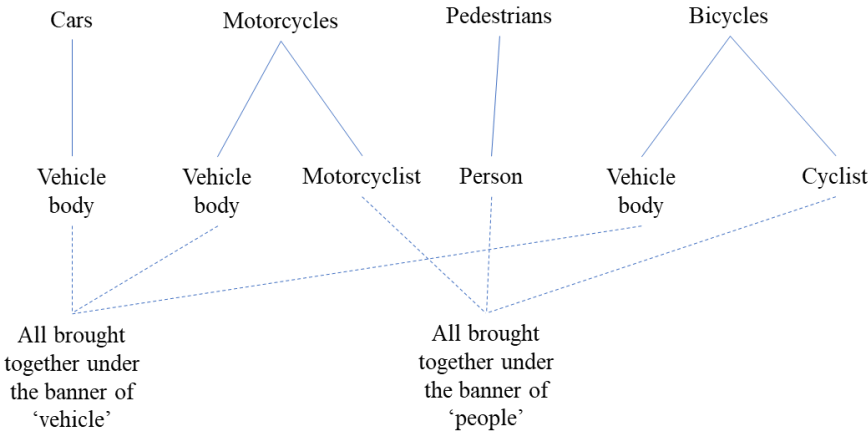 Cars
Motorcycles
Pedestrians
Bicycles
Vehicle
body
Vehicle
body
Motorcyclist
Person
Vehicle
body
Cyclist
All brought
together under
the banner of
‘vehicle’
All brought
together under
the banner of
‘people’